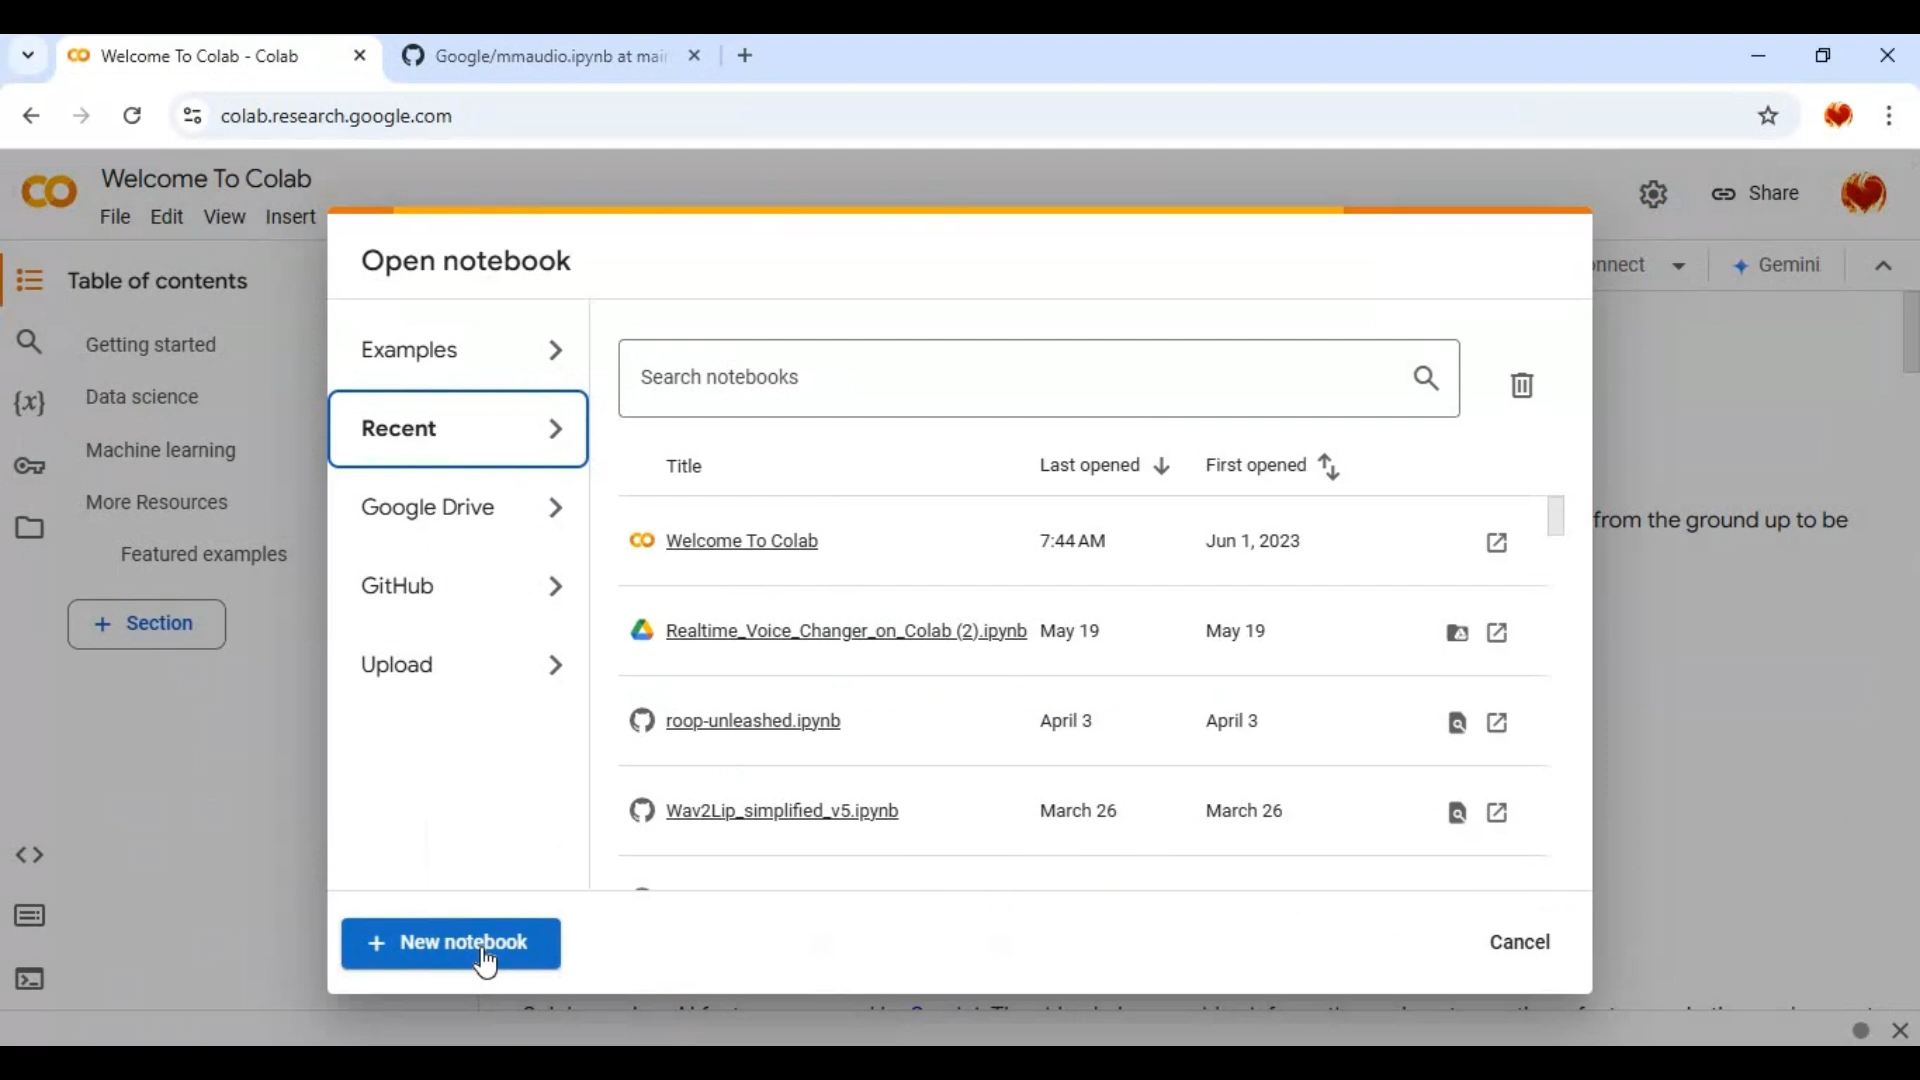 Welcome To Colab - Colab
Google/mmaudio.ipynb at mai
colab.research.google.com
Welcome To Colab
File Edit View Insert
Share
Table of contents
nnect
Gemini
Getting started
Data science
Machine learning
More Resources
Featured examples
+ Section
Open notebook
Examples
Recent
Google Drive
GitHub
Upload
Search notebooks
Title Last opened First opened
Welcome To Colab 7:44 AM Jun 1, 2023
Realtime_Voice_Changer_on_Colab (2).ipynb May 19 May 19
roop-unleashed.ipynb April 3 April 3
Wav2Lip_simplified_v5.ipynb March 26 March 26
from the ground up to be
+ New notebook
Cancel